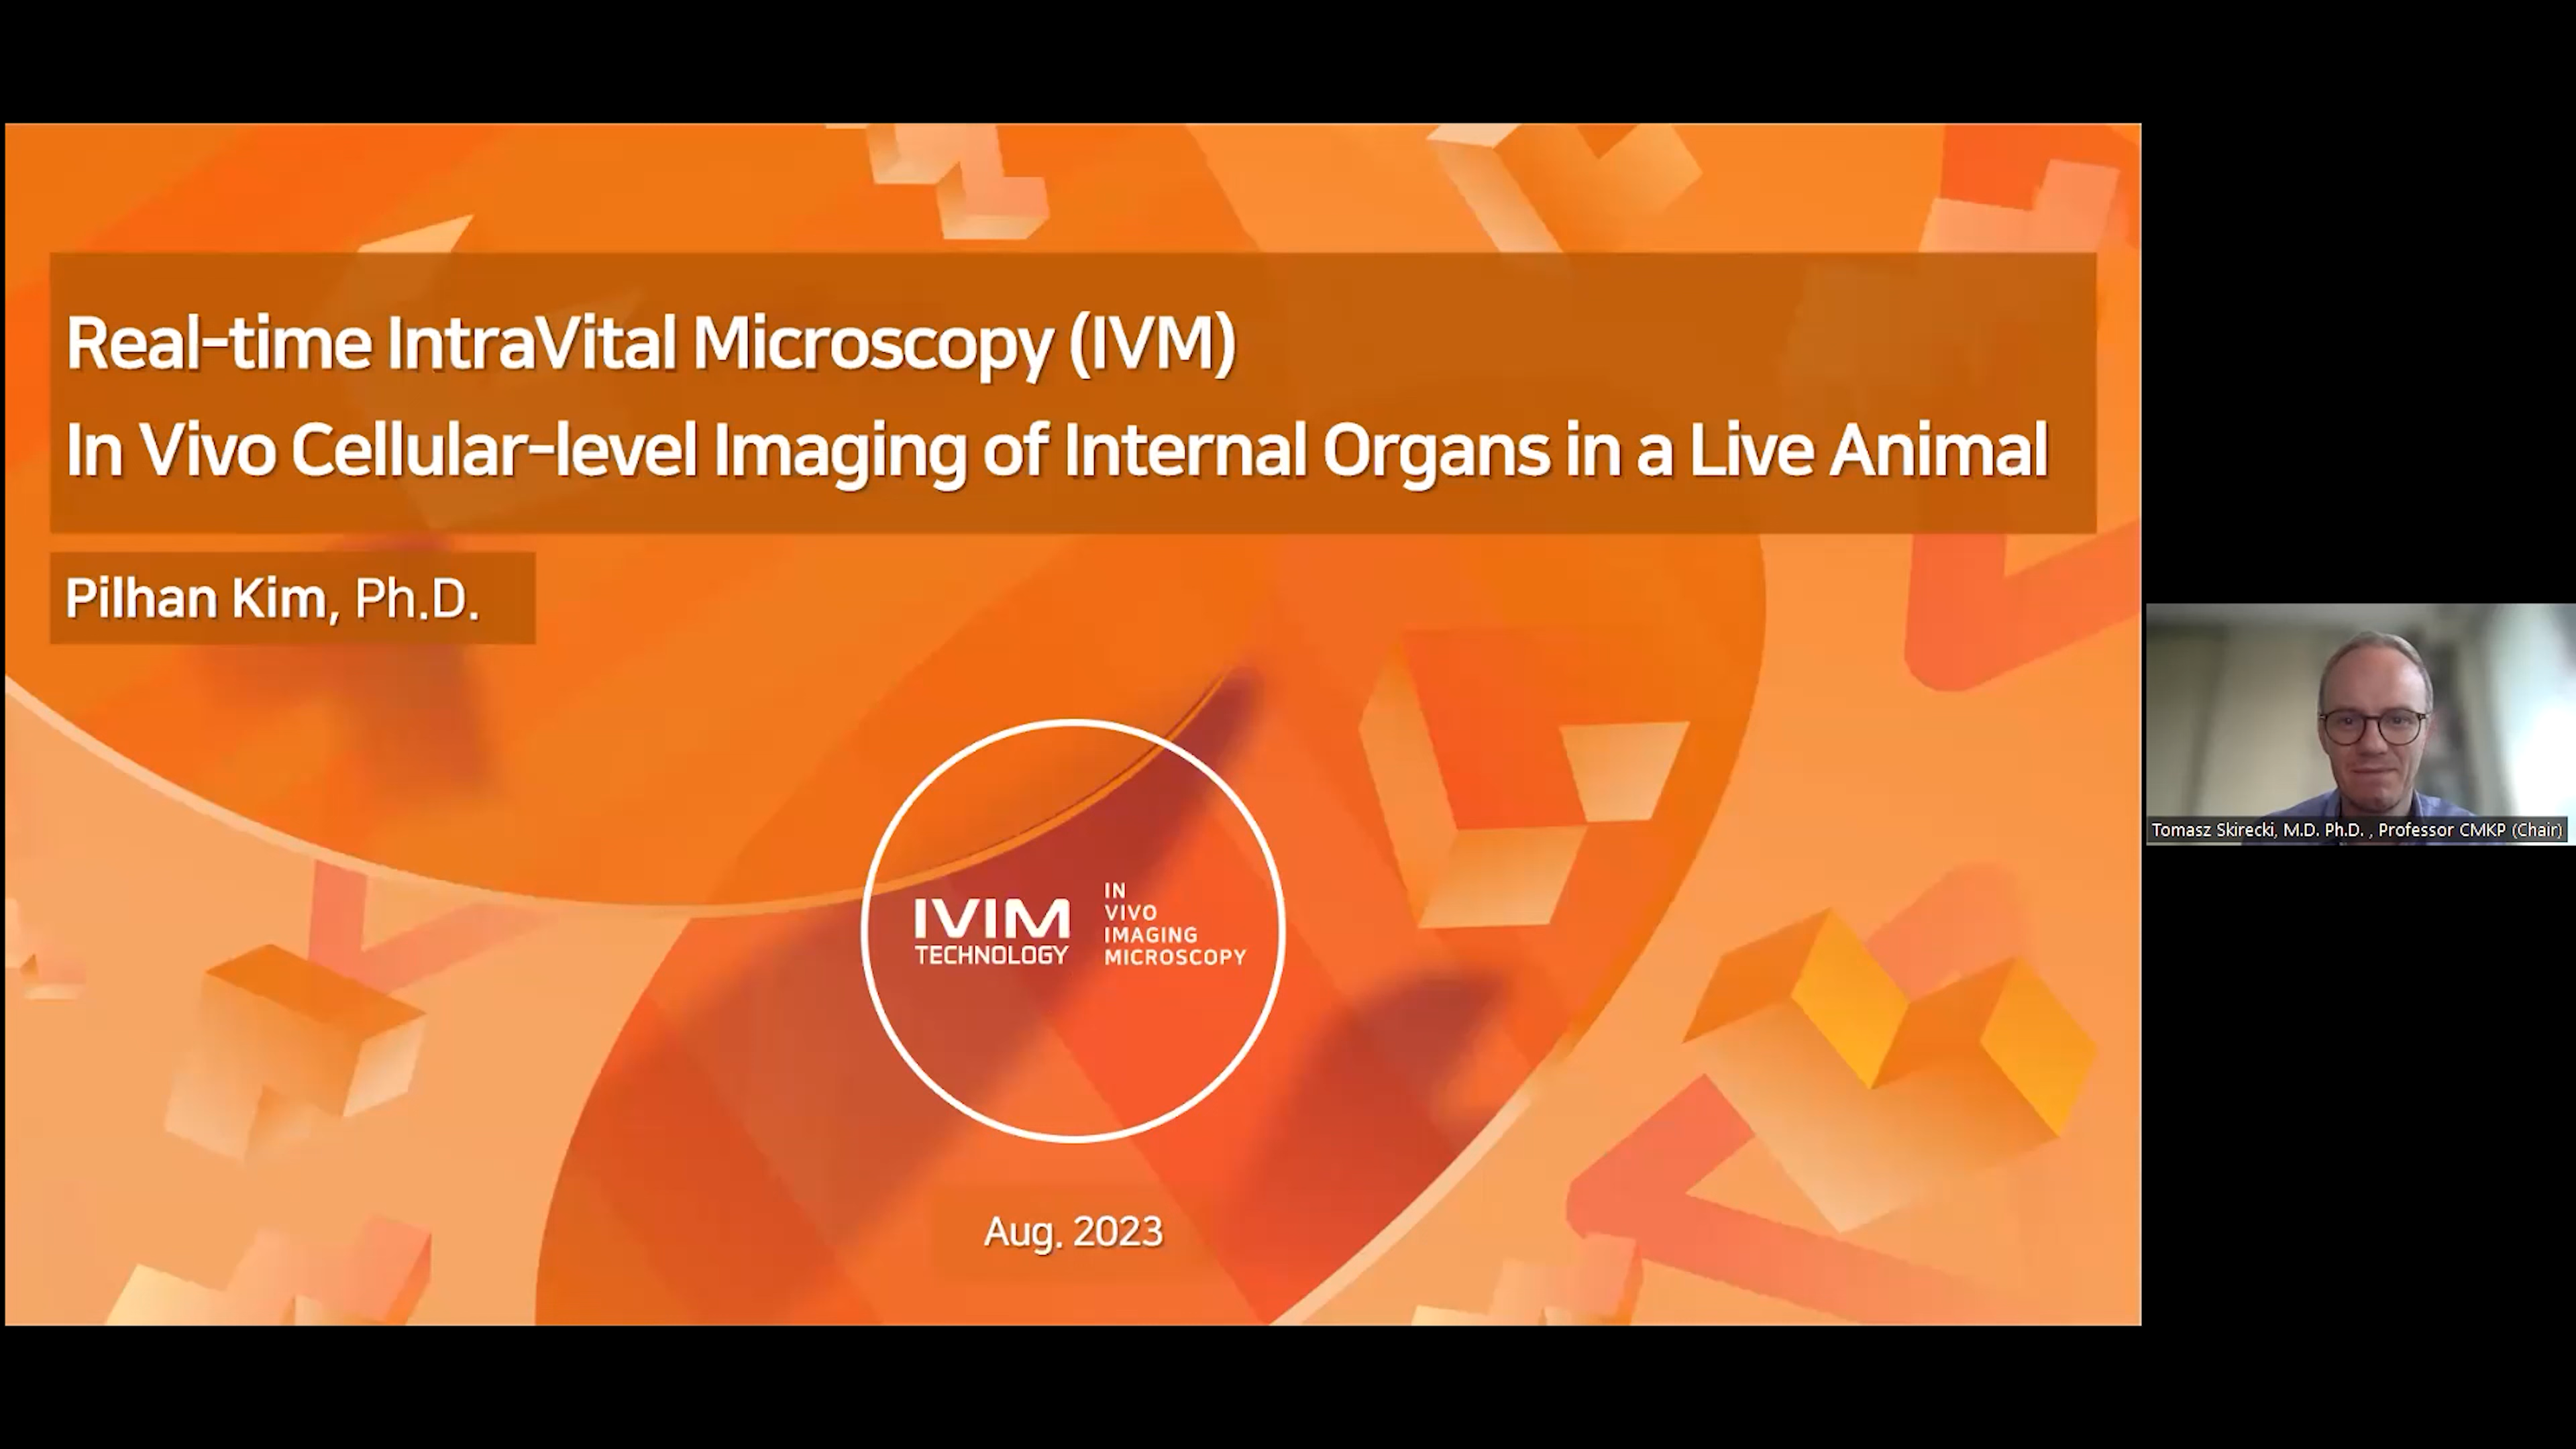 Real-time IntraVital Microscopy (IVM)
In Vivo Cellular-level Imaging of Internal Organs in a Live Animal
Pilhan Kim, Ph.D.
IVIM
TECHNOLOGY
IN
VIVO
IMAGING
MICROSCOPY
Aug. 2023
Tomasz Skirecki, M.D. Ph.D. , Professor CMKP (Chair)